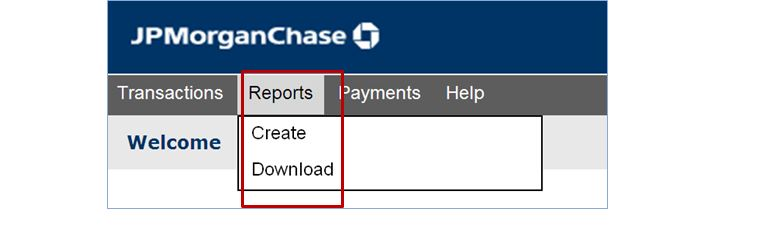 JPMorganChase
Transactions Reports Payments Help
Welcome
Create
Download